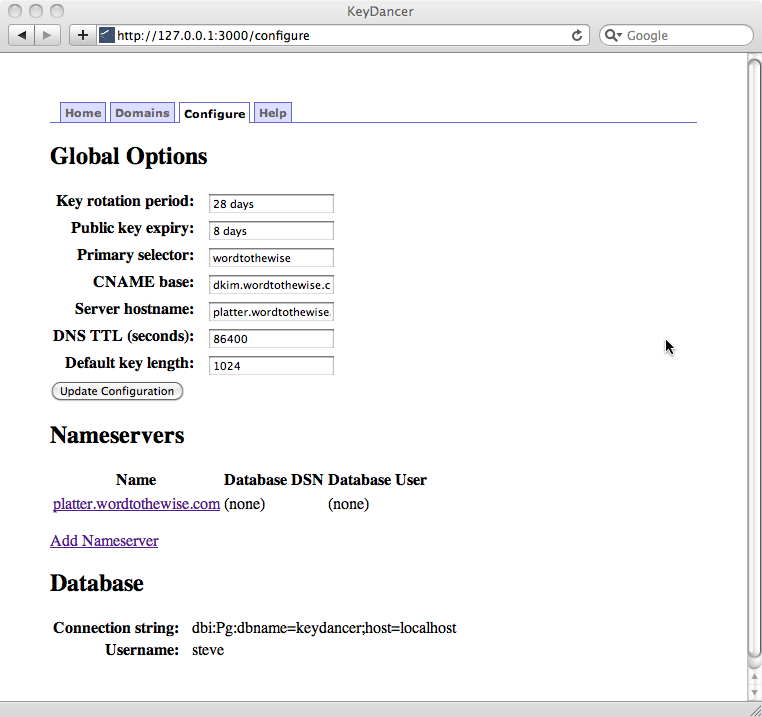 KeyDancer
http://127.0.0.1:3000/configure
Google
Home Domains Configure Help
Global Options
Key rotation period: 28 days
Public key expiry: 8 days
Primary selector: wordtothewise
CNAME base: dkim.wordtothewise.c
Server hostname: platter.wordtothewise.
DNS TTL (seconds): 86400
Default key length: 1024
Update Configuration
Nameservers
Name Database DSN Database User
platter.wordtothewise.com (none) (none)
Add Nameserver
Database
Connection string: dbi:Pg:dbname=keydancer;host=localhost
Username: steve